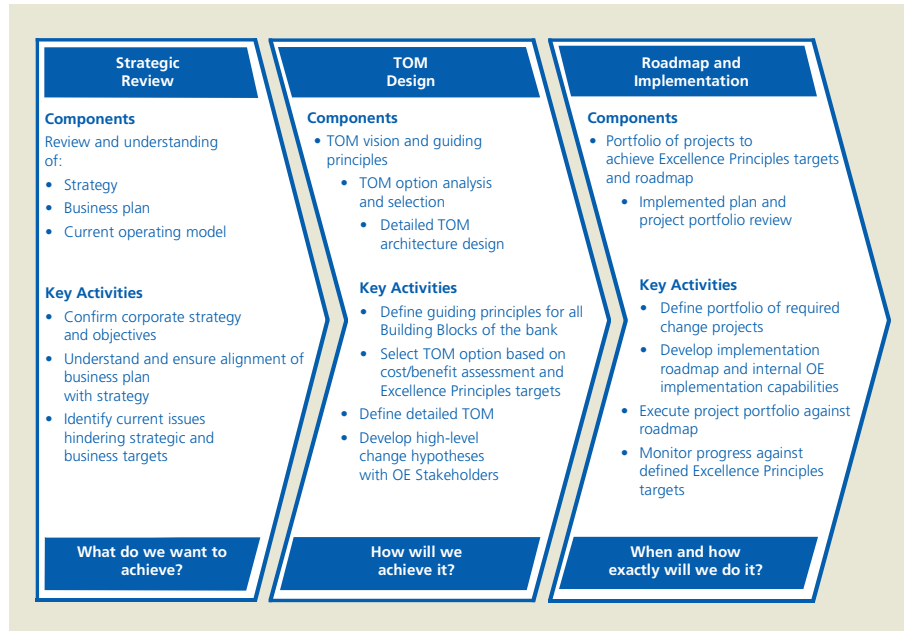 Strategic
Review
Components
Review and understanding
of:
• Strategy
• Business plan
• Current operating model
Key Activities
• Confirm corporate strategy
and objectives
• Understand and ensure alignment of
business plan
with strategy
• Identify current issues
hindering strategic and
business targets
What do we want to
achieve?
TOM
Design
Components
• TOM vision and guiding
principles
• TOM option analysis
and selection
• Detailed TOM
architecture design
Key Activities
• Define guiding principles for all
Building Blocks of the bank
• Select TOM option based on
cost/benefit assessment and
Excellence Principles targets
• Define detailed TOM
• Develop high-level
change hypotheses
with OE Stakeholders
How will we
achieve it?
Roadmap and
Implementation
Components
• Portfolio of projects to
achieve Excellence Principles targets
and roadmap
• Implemented plan and
project portfolio review
Key Activities
• Define portfolio of required
change projects
• Develop implementation
roadmap and internal OE
implementation capabilities
• Execute project portfolio against
roadmap
• Monitor progress against
defined Excellence Principles
targets
When and how
exactly will we do it?